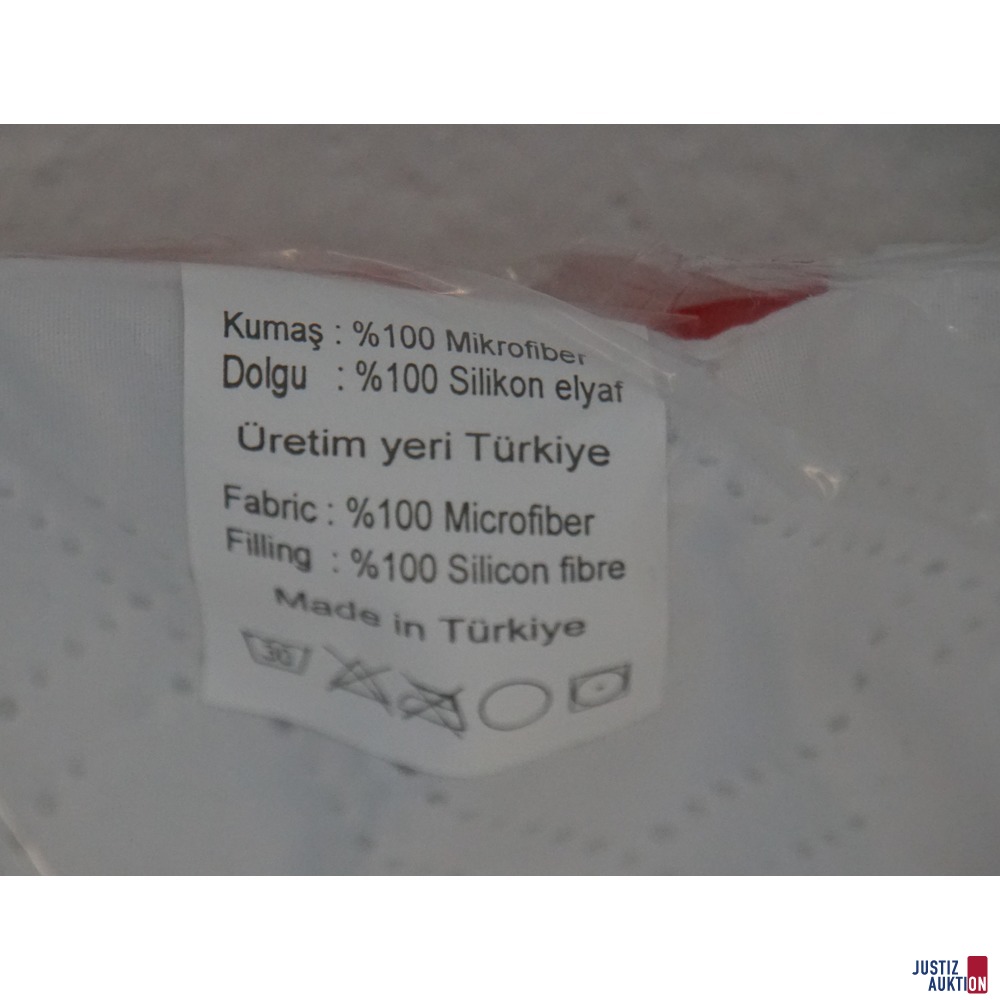 Kumaş : %100 Mikrofiber
Dolgu : %100 Silikon elyaf
Üretim yeri Türkiye
Fabric : %100 Microfiber
Filling : %100 Silicon fibre
Made in Türkiye
30
JUSTIZ
AUKTION